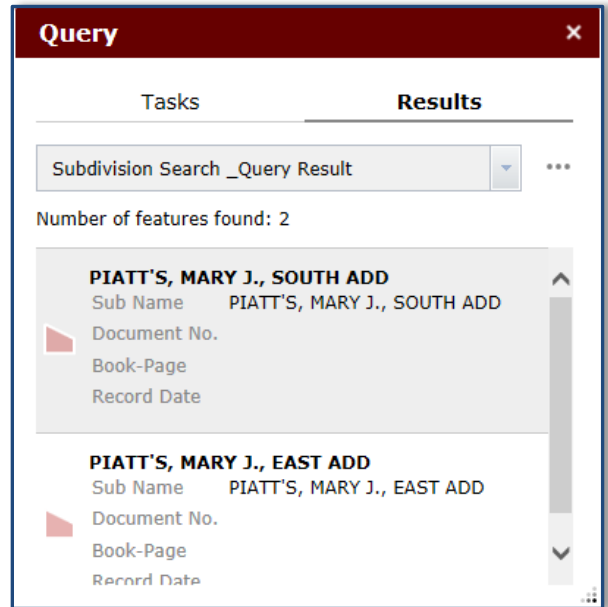 Query
Tasks Results
Subdivision Search _Query Result
Number of features found: 2
PIATT'S, MARY J., SOUTH ADD
Sub Name PIATT'S, MARY J., SOUTH ADD
Document No.
Book-Page
Record Date
PIATT'S, MARY J., EAST ADD
Sub Name PIATT'S, MARY J., EAST ADD
Document No.
Book-Page
Record Date